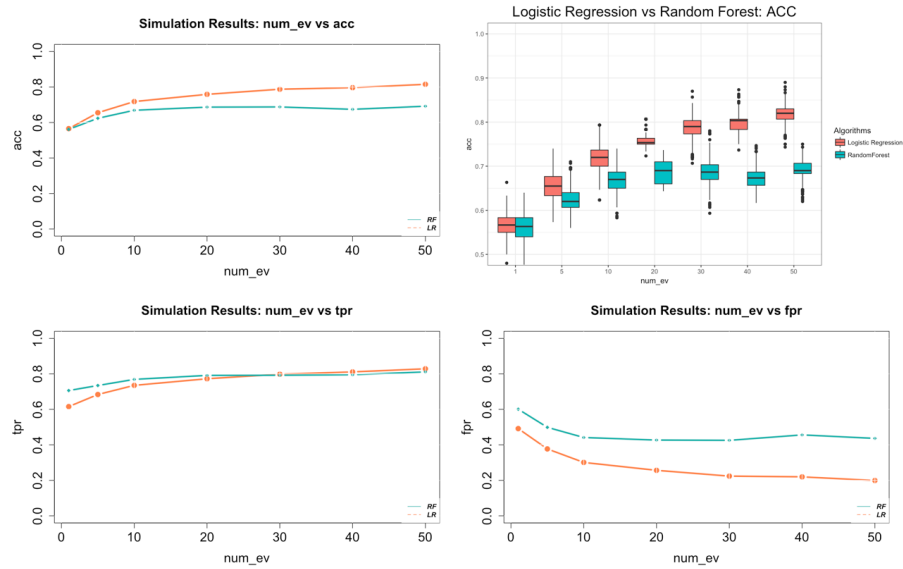 Simulation Results: num_ev vs acc
acc
0.0 0.2 0.4 0.6 0.8 1.0
0 10 20 30 40 50
num_ev
RF
LR
Logistic Regression vs Random Forest: ACC
acc
1.0
0.9
0.8
0.7
0.6
0.5
1 5 10 20 30 40 50
num_ev
Algorithms
Logistic Regression
RandomForest
Simulation Results: num_ev vs tpr
tpr
0.0 0.2 0.4 0.6 0.8 1.0
0 10 20 30 40 50
num_ev
RF
LR
Simulation Results: num_ev vs fpr
fpr
0.0 0.2 0.4 0.6 0.8 1.0
0 10 20 30 40 50
num_ev
RF
LR